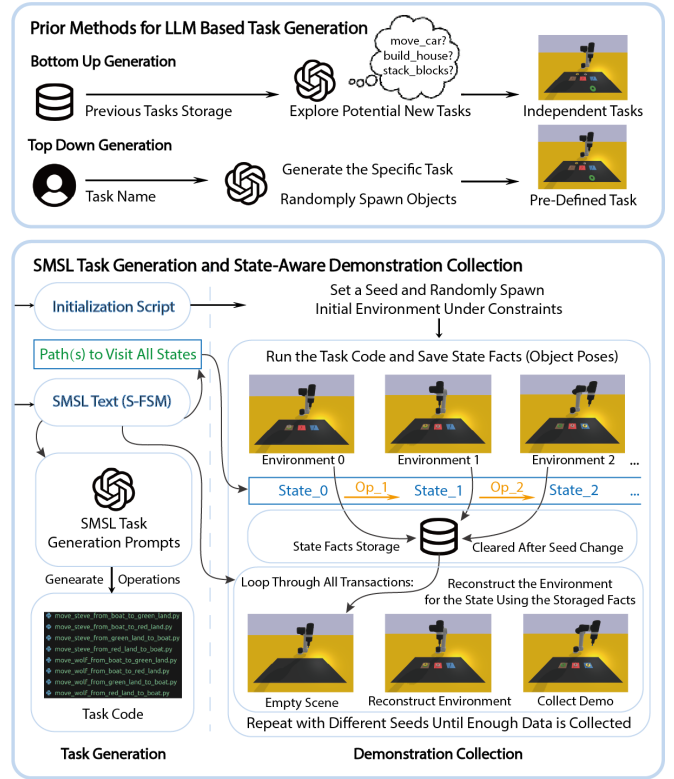 Prior Methods for LLM Based Task Generation
Bottom Up Generation
move_car?
build_house?
stack_blocks?
Previous Tasks Storage
Explore Potential New Tasks
Independent Tasks
Top Down Generation
Task Name
Generate the Specific Task
Randomply Spawn Objects
Pre-Defined Task
SMSL Task Generation and State-Aware Demonstration Collection
Initialization Script
Set a Seed and Randomly Spawn
Initial Environment Under Constraints
Path(s) to Visit All States
SMSL Text (S-FSM)
Run the Task Code and Save State Facts (Object Poses)
Environment 0
Environment 1
Environment 2
...
State_0
Op_1
State_1
Op_2
State_2
...
SMSL Task
Generation Prompts
State Facts Storage
Cleared After Seed Change
Genearate
Operations
Loop Through All Transactions:
Reconstruct the Environment
for the State Using the Storaged Facts
move_steve_from_boat_to_green_land.py
move_steve_from_boat_to_red_land.py
move_steve_from_green_land_to_boat.py
move_steve_from_red_land_to_boat.py
move_wolf_from_boat_to_green_land.py
move_wolf_from_boat_to_red_land.py
move_wolf_from_green_land_to_boat.py
move_wolf_from_red_land_to_boat.py
Task Code
Empty Scene
Reconstruct Environment
Collect Demo
Repeat with Different Seeds Until Enough Data is Collected
Task Generation
Demonstration Collection